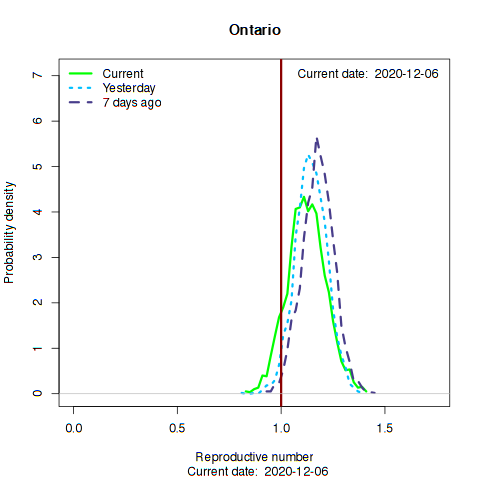 Ontario
Current
Yesterday
7 days ago
Current date:  2020-12-06
Probability density
7
6
5
4
3
2
1
0
0.0 0.5 1.0 1.5
Reproductive number
Current date:  2020-12-06